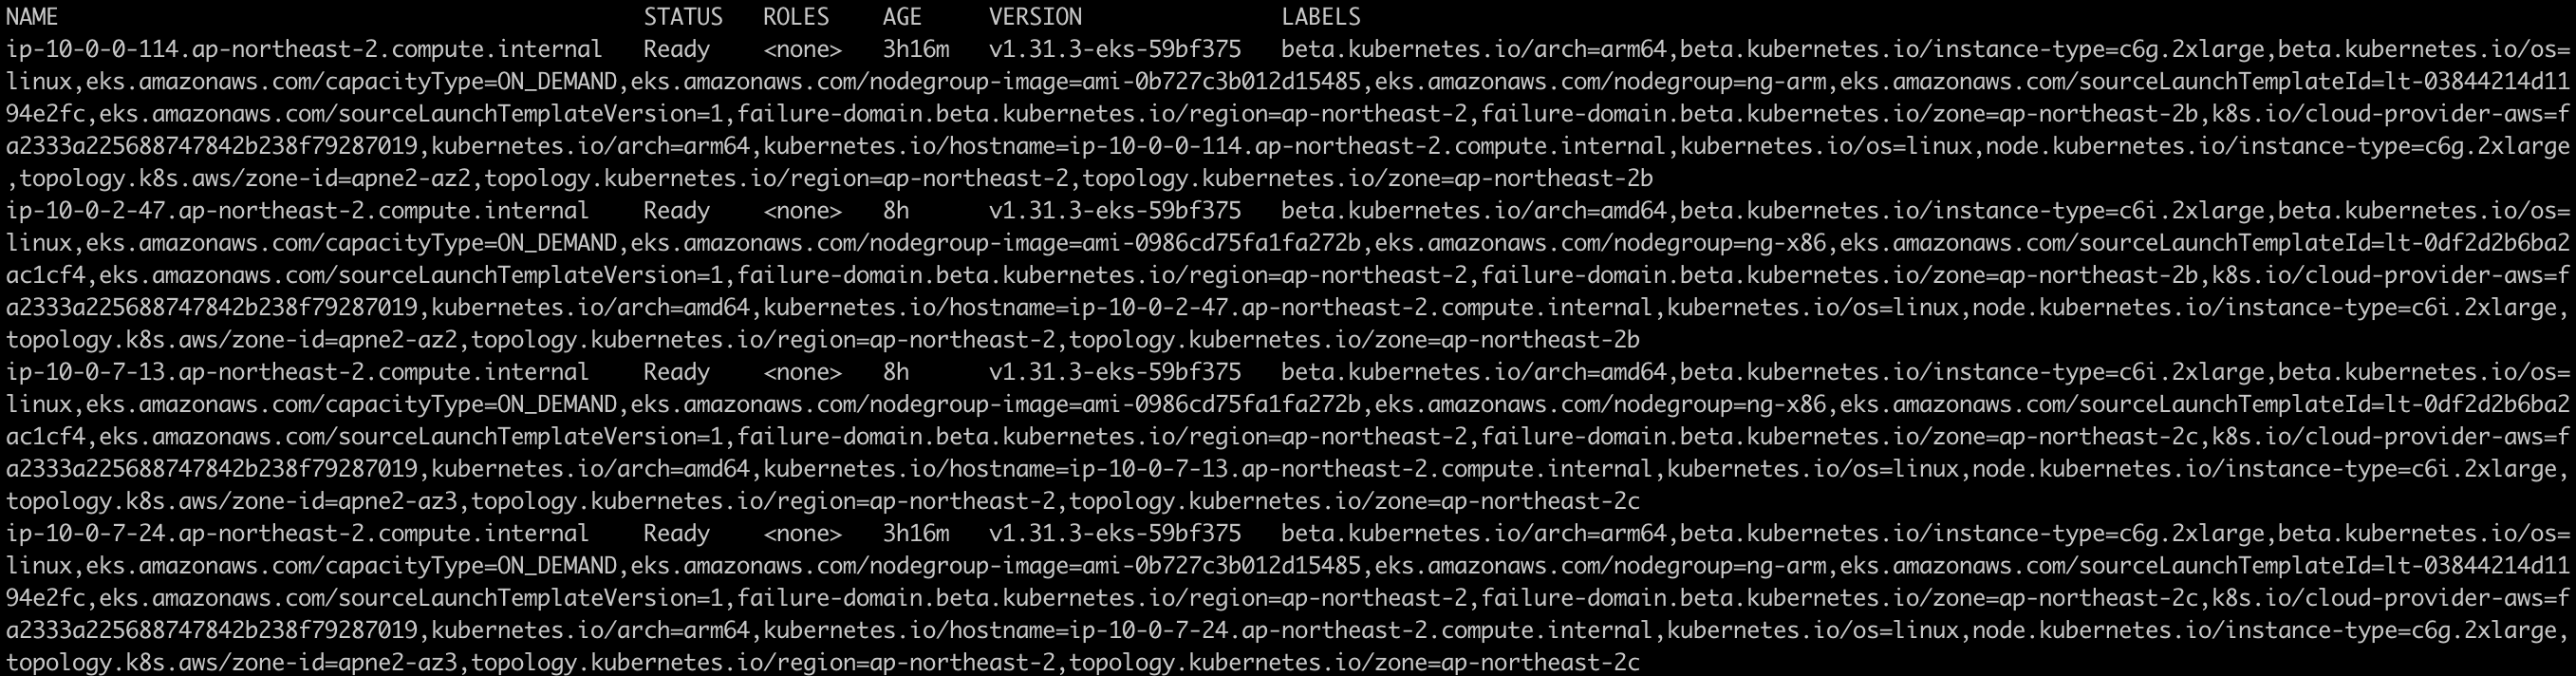 NAME STATUS ROLES AGE VERSION LABELS
ip-10-0-0-114.ap-northeast-2.compute.internal Ready <none> 3h16m v1.31.3-eks-59bf375 beta.kubernetes.io/arch=arm64,beta.kubernetes.io/instance-type=c6g.2xlarge,beta.kubernetes.io/os=
linux,eks.amazonaws.com/capacityType=ON_DEMAND,eks.amazonaws.com/nodegroup-image=ami-0b727c3b012d15485,eks.amazonaws.com/nodegroup=ng-arm,eks.amazonaws.com/sourceLaunchTemplateId=lt-03844214d11
94e2fc,eks.amazonaws.com/sourceLaunchTemplateVersion=1,failure-domain.beta.kubernetes.io/region=ap-northeast-2,failure-domain.beta.kubernetes.io/zone=ap-northeast-2b,k8s.io/cloud-provider-aws=f
a2333a225688747842b238f79287019,kubernetes.io/arch=arm64,kubernetes.io/hostname=ip-10-0-0-114.ap-northeast-2.compute.internal,kubernetes.io/os=linux,node.kubernetes.io/instance-type=c6g.2xlarge
,topology.k8s.aws/zone-id=apne2-az2,topology.kubernetes.io/region=ap-northeast-2,topology.kubernetes.io/zone=ap-northeast-2b
ip-10-0-2-47.ap-northeast-2.compute.internal Ready <none> 8h v1.31.3-eks-59bf375 beta.kubernetes.io/arch=amd64,beta.kubernetes.io/instance-type=c6i.2xlarge,beta.kubernetes.io/os=
linux,eks.amazonaws.com/capacityType=ON_DEMAND,eks.amazonaws.com/nodegroup-image=ami-0986cd75fa1fa272b,eks.amazonaws.com/nodegroup=ng-x86,eks.amazonaws.com/sourceLaunchTemplateId=lt-0df2d2b6ba2
ac1cf4,eks.amazonaws.com/sourceLaunchTemplateVersion=1,failure-domain.beta.kubernetes.io/region=ap-northeast-2,failure-domain.beta.kubernetes.io/zone=ap-northeast-2b,k8s.io/cloud-provider-aws=f
a2333a225688747842b238f79287019,kubernetes.io/arch=amd64,kubernetes.io/hostname=ip-10-0-2-47.ap-northeast-2.compute.internal,kubernetes.io/os=linux,node.kubernetes.io/instance-type=c6i.2xlarge,
topology.k8s.aws/zone-id=apne2-az2,topology.kubernetes.io/region=ap-northeast-2,topology.kubernetes.io/zone=ap-northeast-2b
ip-10-0-7-13.ap-northeast-2.compute.internal Ready <none> 8h v1.31.3-eks-59bf375 beta.kubernetes.io/arch=amd64,beta.kubernetes.io/instance-type=c6i.2xlarge,beta.kubernetes.io/os=
linux,eks.amazonaws.com/capacityType=ON_DEMAND,eks.amazonaws.com/nodegroup-image=ami-0986cd75fa1fa272b,eks.amazonaws.com/nodegroup=ng-x86,eks.amazonaws.com/sourceLaunchTemplateId=lt-0df2d2b6ba2
ac1cf4,eks.amazonaws.com/sourceLaunchTemplateVersion=1,failure-domain.beta.kubernetes.io/region=ap-northeast-2,failure-domain.beta.kubernetes.io/zone=ap-northeast-2c,k8s.io/cloud-provider-aws=f
a2333a225688747842b238f79287019,kubernetes.io/arch=amd64,kubernetes.io/hostname=ip-10-0-7-13.ap-northeast-2.compute.internal,kubernetes.io/os=linux,node.kubernetes.io/instance-type=c6i.2xlarge,
topology.k8s.aws/zone-id=apne2-az3,topology.kubernetes.io/region=ap-northeast-2,topology.kubernetes.io/zone=ap-northeast-2c
ip-10-0-7-24.ap-northeast-2.compute.internal Ready <none> 3h16m v1.31.3-eks-59bf375 beta.kubernetes.io/arch=arm64,beta.kubernetes.io/instance-type=c6g.2xlarge,beta.kubernetes.io/os=
linux,eks.amazonaws.com/capacityType=ON_DEMAND,eks.amazonaws.com/nodegroup-image=ami-0b727c3b012d15485,eks.amazonaws.com/nodegroup=ng-arm,eks.amazonaws.com/sourceLaunchTemplateId=lt-03844214d11
94e2fc,eks.amazonaws.com/sourceLaunchTemplateVersion=1,failure-domain.beta.kubernetes.io/region=ap-northeast-2,failure-domain.beta.kubernetes.io/zone=ap-northeast-2c,k8s.io/cloud-provider-aws=f
a2333a225688747842b238f79287019,kubernetes.io/arch=arm64,kubernetes.io/hostname=ip-10-0-7-24.ap-northeast-2.compute.internal,kubernetes.io/os=linux,node.kubernetes.io/instance-type=c6g.2xlarge,
topology.k8s.aws/zone-id=apne2-az3,topology.kubernetes.io/region=ap-northeast-2,topology.kubernetes.io/zone=ap-northeast-2c